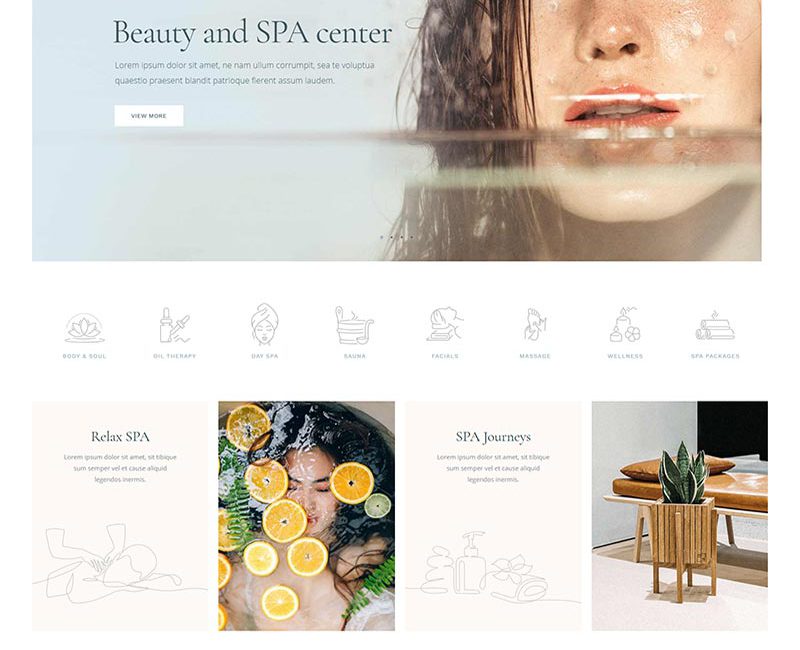 Beauty and SPA center
Lorem ipsum dolor sit amet, ne nam ullum corrumpit, sea te voluptua
quaestio praesent blandit patrioque fierent assum laudem.
VIEW MORE
BODY & SOUL
OIL THERAPY
DAY SPA
SAUNA
FACIALS
MASSAGE
WELLNESS
SPA PACKAGES
Relax SPA
Lorem ipsum dolor sit amet, sit tibique
sum semper vel et cause aliquid
legendos inermis.
SPA Journeys
Lorem ipsum dolor sit amet, sit tibique
sum semper vel et cause aliquid
legendos inermis.